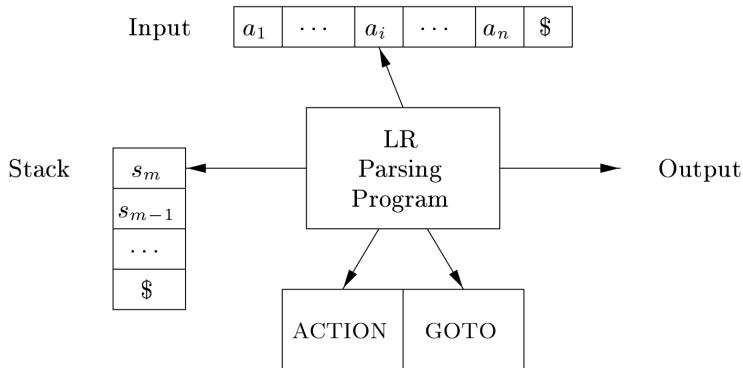 Input a₁ ⋯ aᵢ ⋯ aₙ $
LR
Parsing
Program
Stack
Output
sₘ
sₘ₋₁
⋯
$
ACTION GOTO